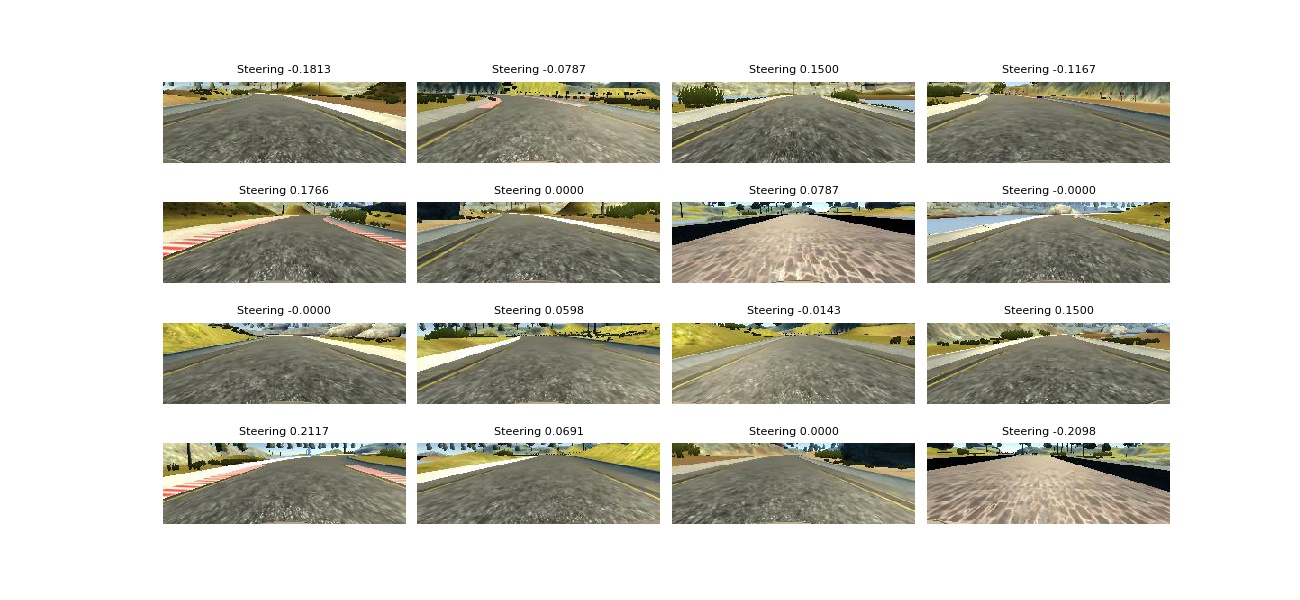 Steering -0.1813
Steering -0.0787
Steering 0.1500
Steering -0.1167
Steering 0.1766
Steering 0.0000
Steering 0.0787
Steering -0.0000
Steering -0.0000
Steering 0.0598
Steering -0.0143
Steering 0.1500
Steering 0.2117
Steering 0.0691
Steering 0.0000
Steering -0.2098